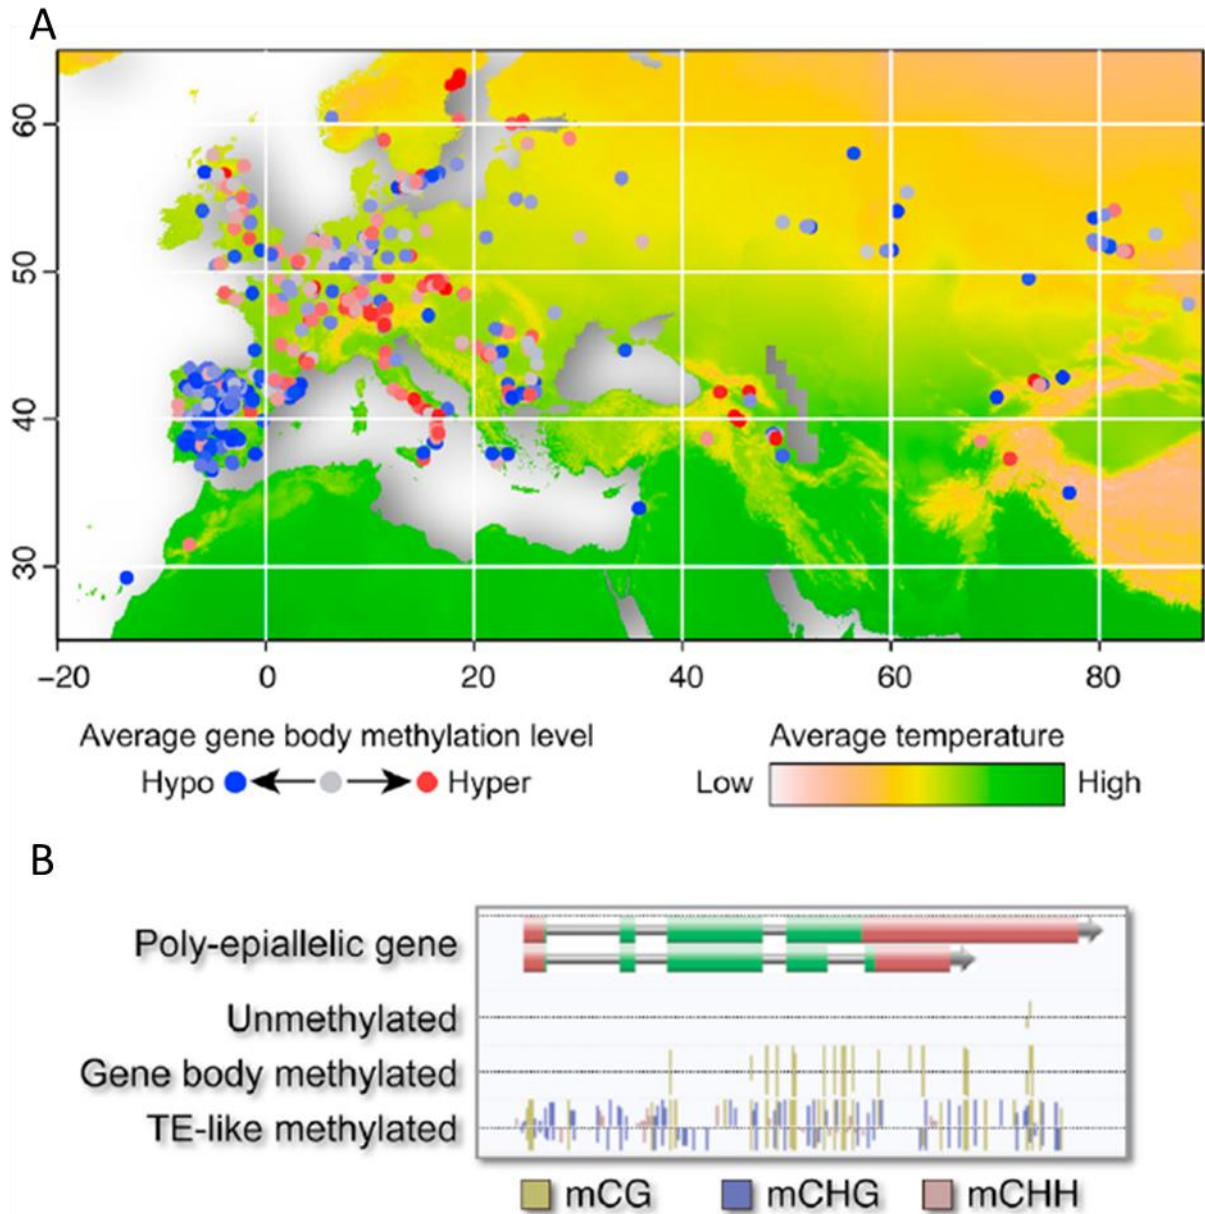 A
60
50
40
30
−20 0 20 40 60 80
Average gene body methylation level
Hypo Hyper
Average temperature
Low High
B
Poly-epiallelic gene
Unmethylated
Gene body methylated
TE-like methylated
mCG mCHG mCHH